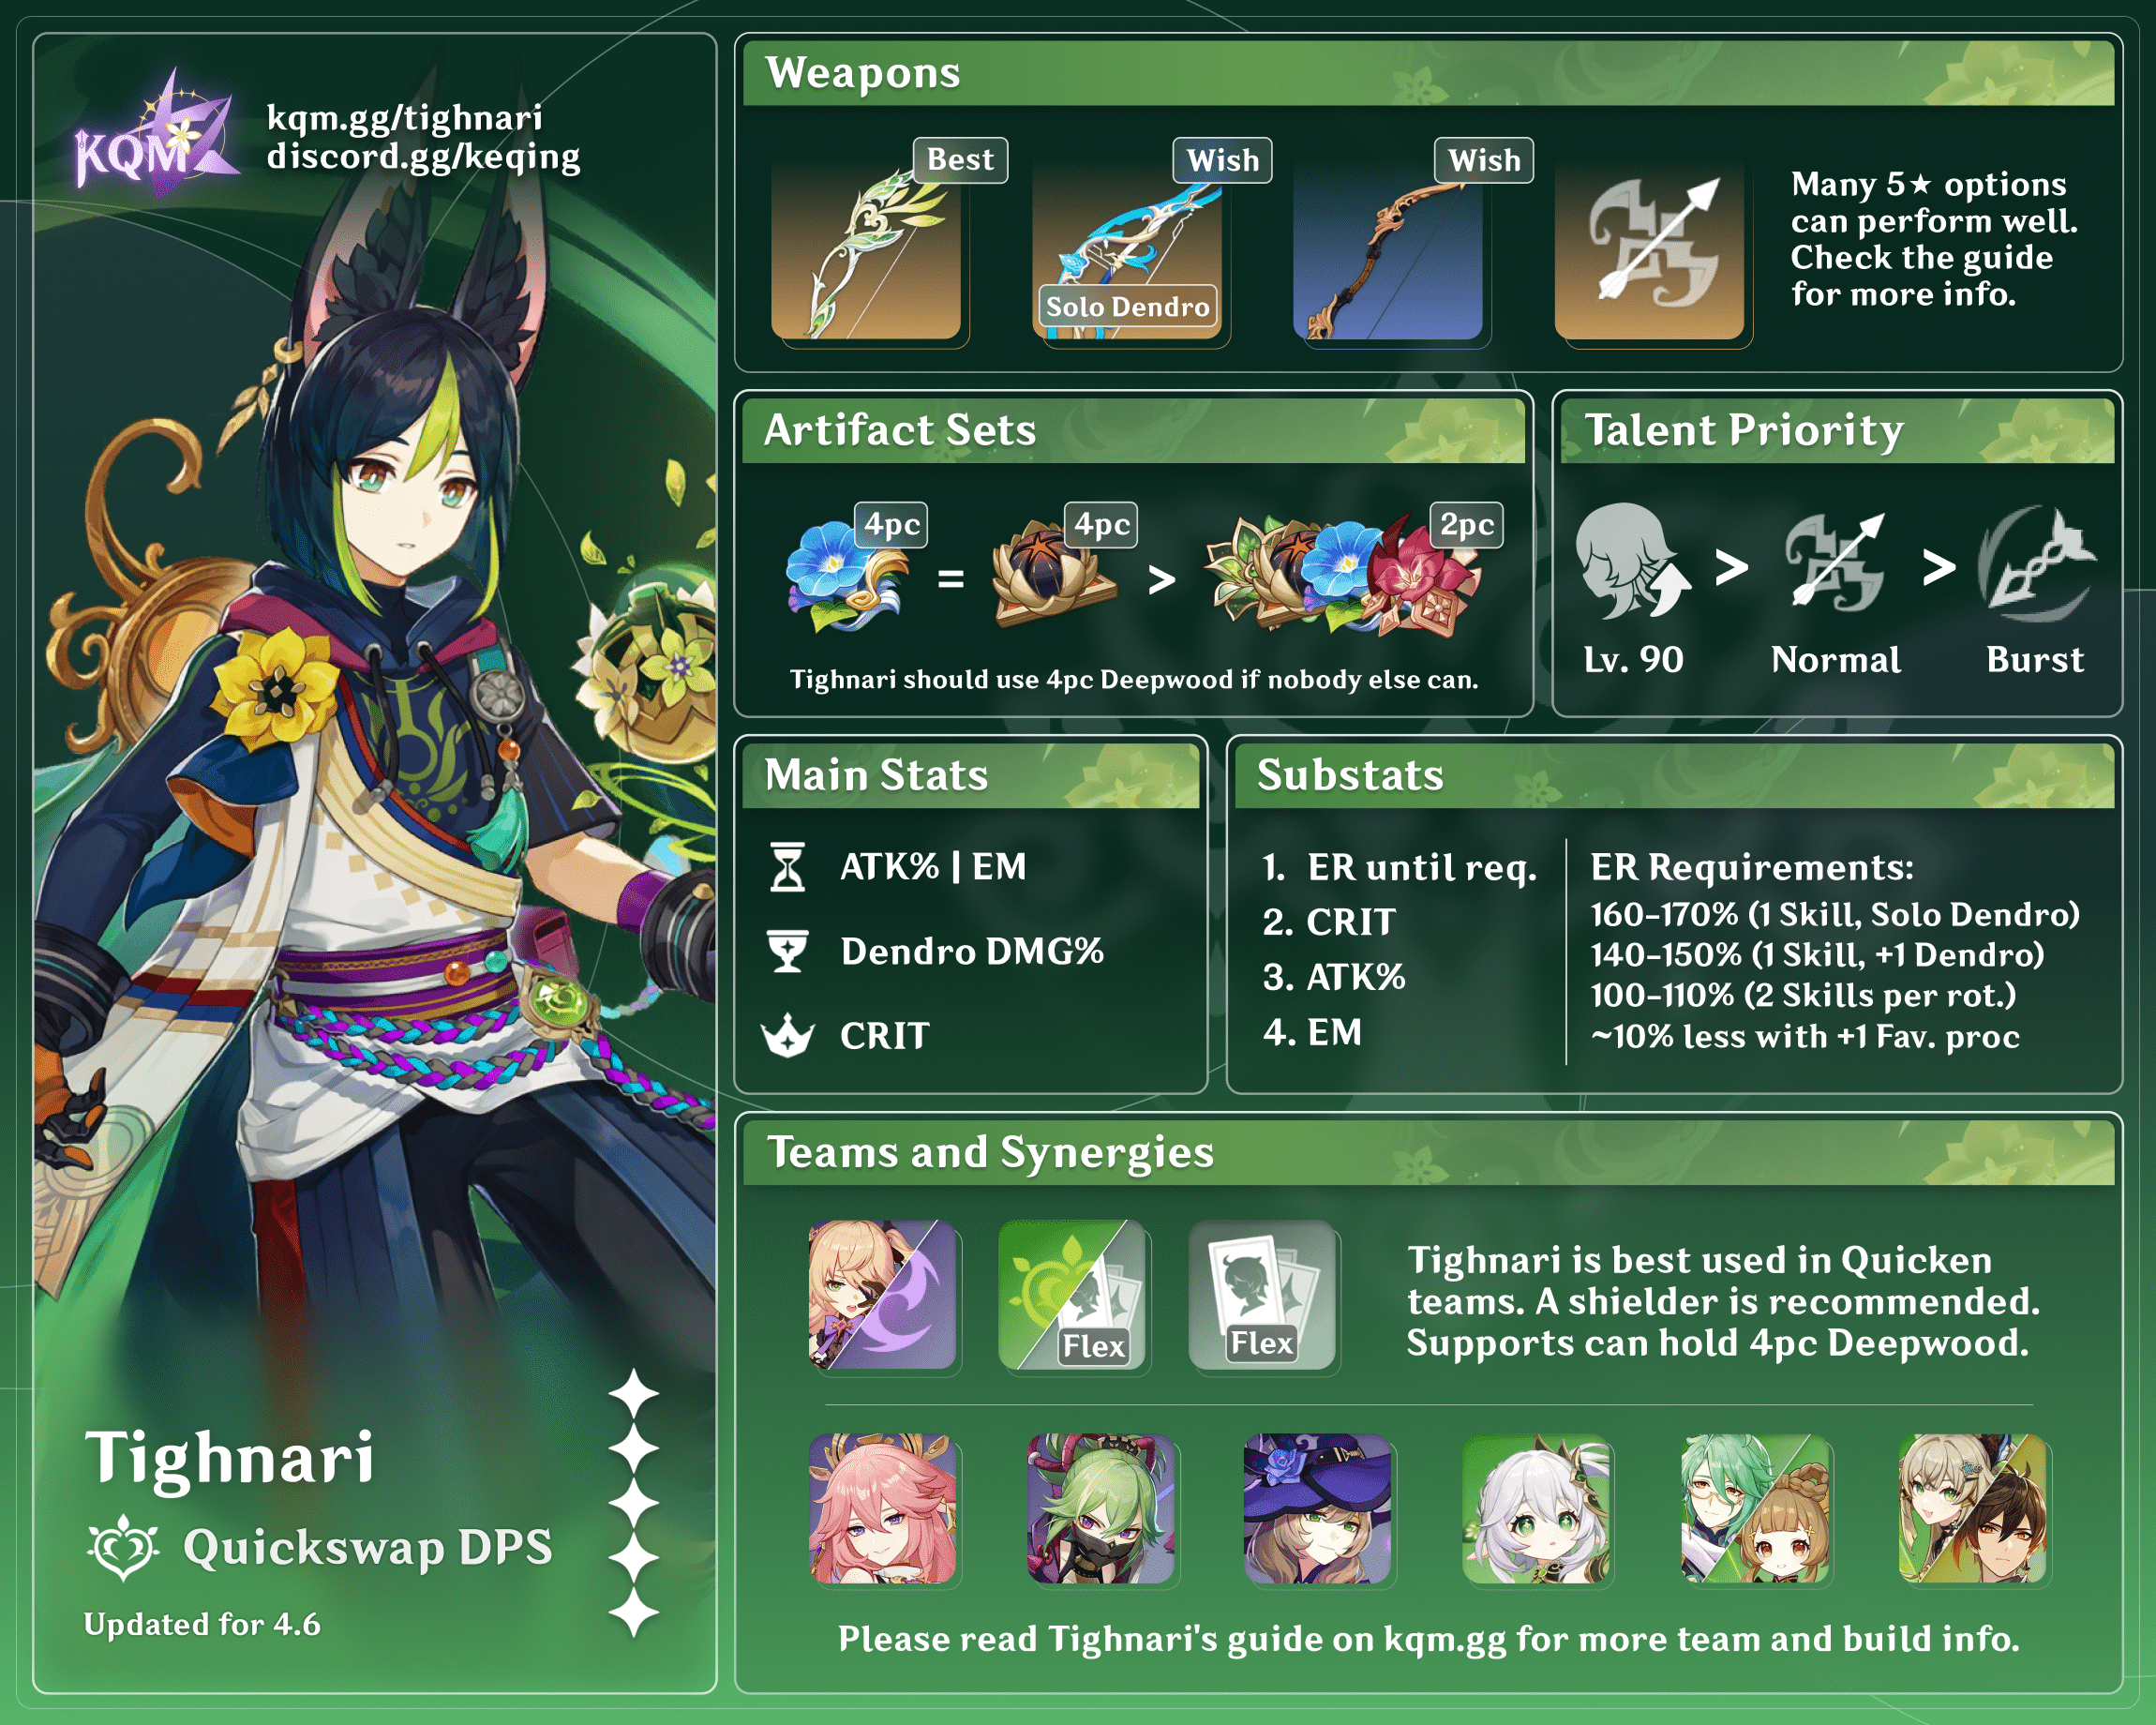 KQM
kqm.gg/tighnari
discord.gg/keqing
Tighnari
Quickswap DPS
Updated for 4.6
Weapons
Best
Wish
Solo Dendro
Wish
Many 5★ options
can perform well.
Check the guide
for more info.
Artifact Sets
4pc
=
4pc
>
2pc
Tighnari should use 4pc Deepwood if nobody else can.
Talent Priority
> >
Lv. 90 Normal Burst
Main Stats
ATK% | EM
Dendro DMG%
CRIT
Substats
1. ER until req.
2. CRIT
3. ATK%
4. EM
ER Requirements:
160-170% (1 Skill, Solo Dendro)
140-150% (1 Skill, +1 Dendro)
100-110% (2 Skills per rot.)
~10% less with +1 Fav. proc
Teams and Synergies
Flex
Flex
Tighnari is best used in Quicken
teams. A shielder is recommended.
Supports can hold 4pc Deepwood.
Please read Tighnari's guide on kqm.gg for more team and build info.